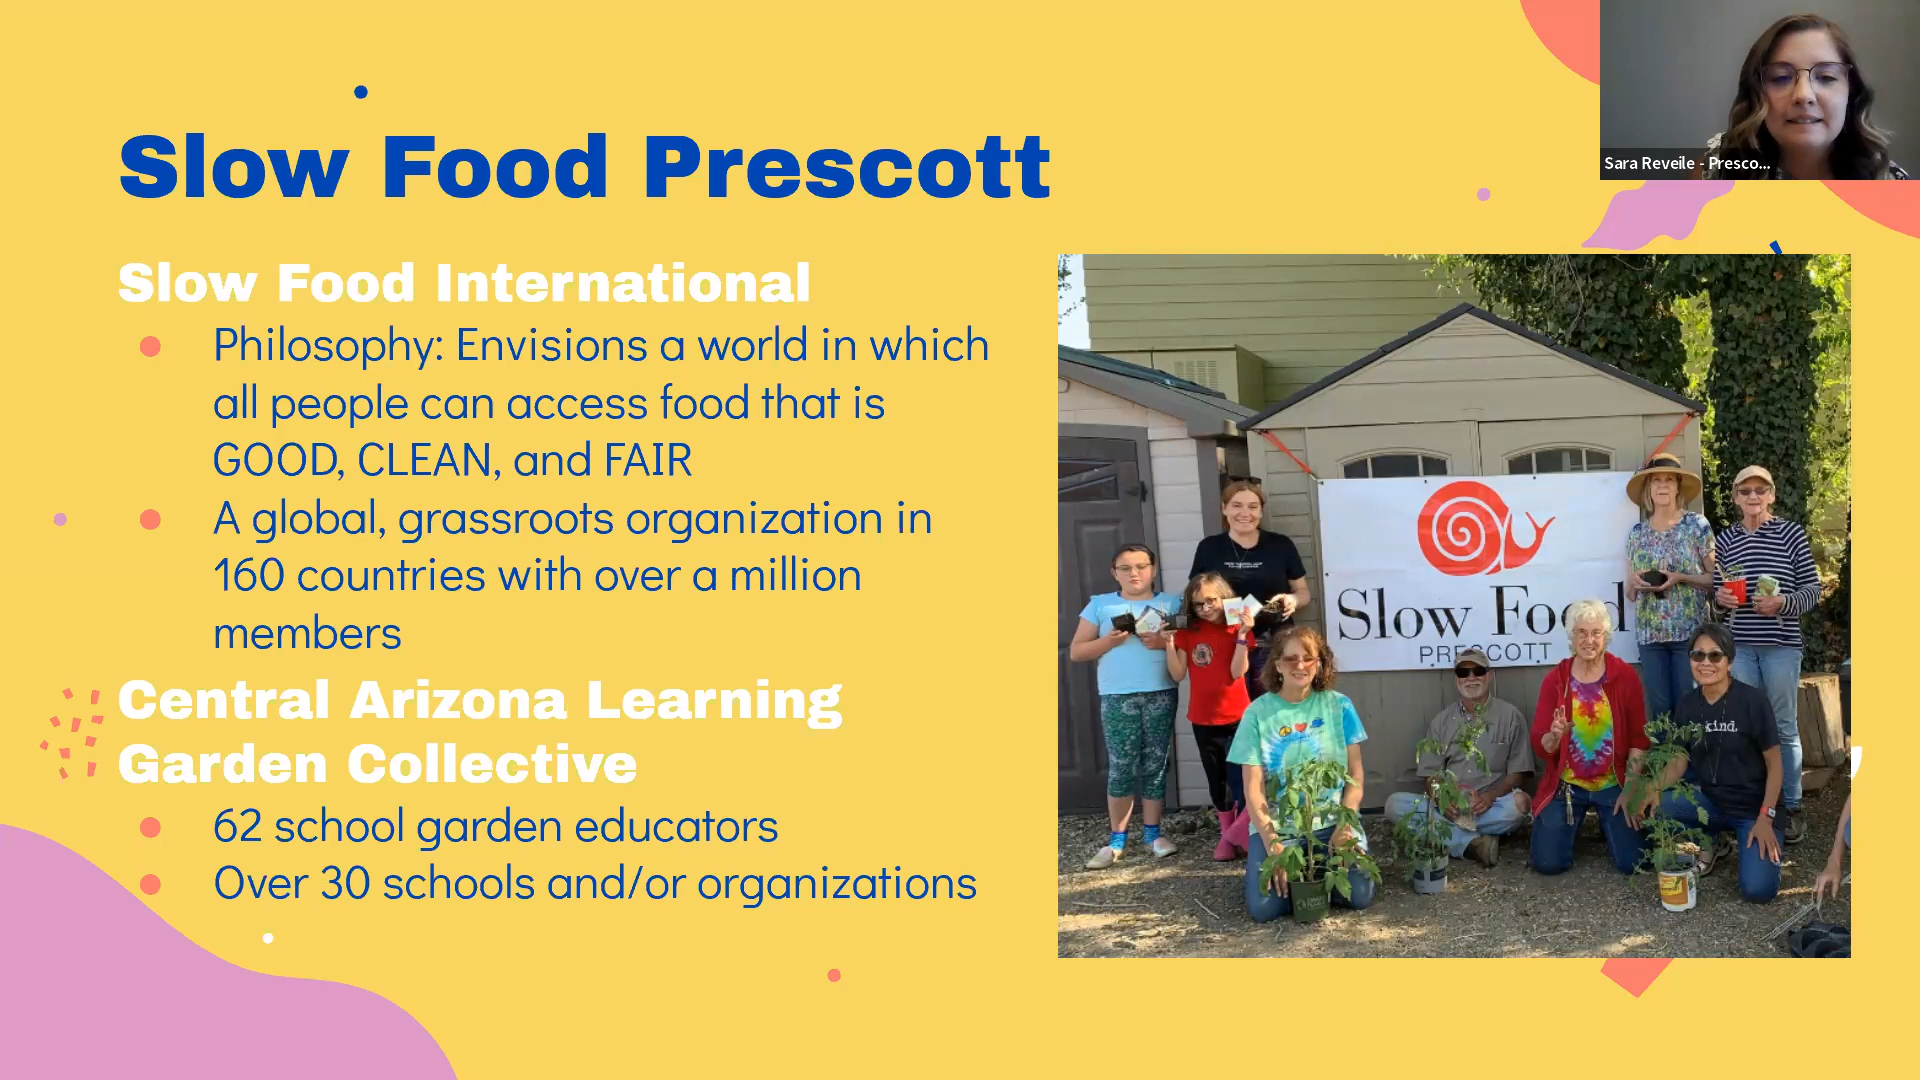 Slow Food Prescott
Sara Reveile - Presco...
Slow Food International
Philosophy: Envisions a world in which
all people can access food that is
GOOD, CLEAN, and FAIR
A global, grassroots organization in
160 countries with over a million
members
Central Arizona Learning
Garden Collective
62 school garden educators
Over 30 schools and/or organizations
Slow Food
PRESCOTT
kind.